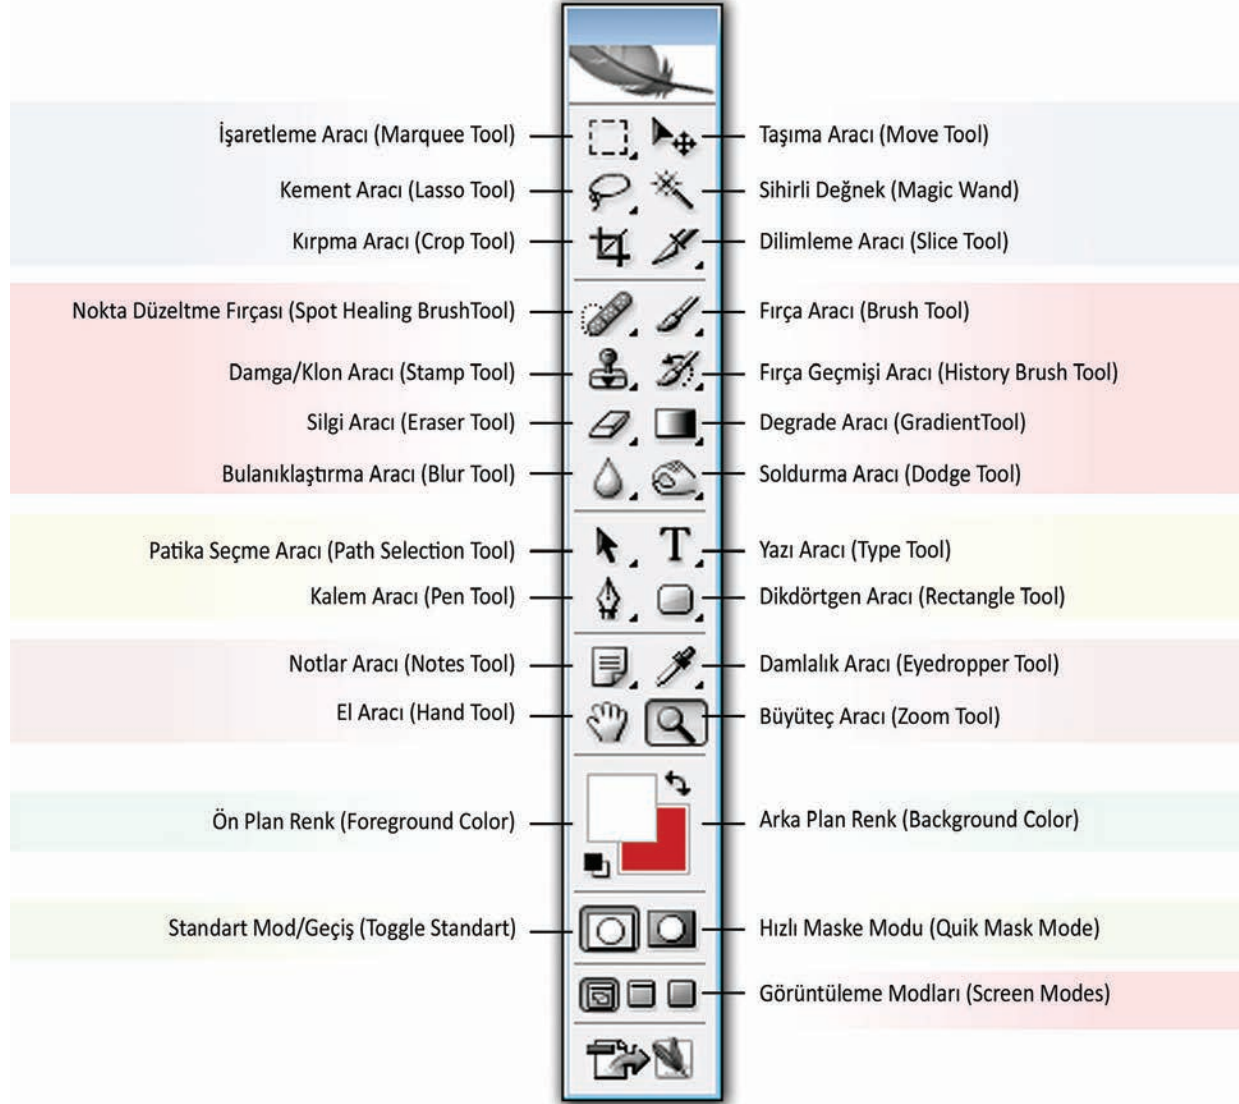 İşaretleme Aracı (Marquee Tool)
Taşıma Aracı (Move Tool)
Kement Aracı (Lasso Tool)
Sihirli Değnek (Magic Wand)
Kırpma Aracı (Crop Tool)
Dilimleme Aracı (Slice Tool)
Nokta Düzeltme Fırçası (Spot Healing BrushTool)
Fırça Aracı (Brush Tool)
Damga/Klon Aracı (Stamp Tool)
Fırça Geçmişi Aracı (History Brush Tool)
Silgi Aracı (Eraser Tool)
Degrade Aracı (GradientTool)
Bulanıklaştırma Aracı (Blur Tool)
Soldurma Aracı (Dodge Tool)
Patika Seçme Aracı (Path Selection Tool)
T
Yazı Aracı (Type Tool)
Kalem Aracı (Pen Tool)
Dikdörtgen Aracı (Rectangle Tool)
Notlar Aracı (Notes Tool)
Damlalık Aracı (Eyedropper Tool)
El Aracı (Hand Tool)
Büyüteç Aracı (Zoom Tool)
Ön Plan Renk (Foreground Color)
Arka Plan Renk (Background Color)
Standart Mod/Geçiş (Toggle Standart)
Hızlı Maske Modu (Quik Mask Mode)
Görüntüleme Modları (Screen Modes)